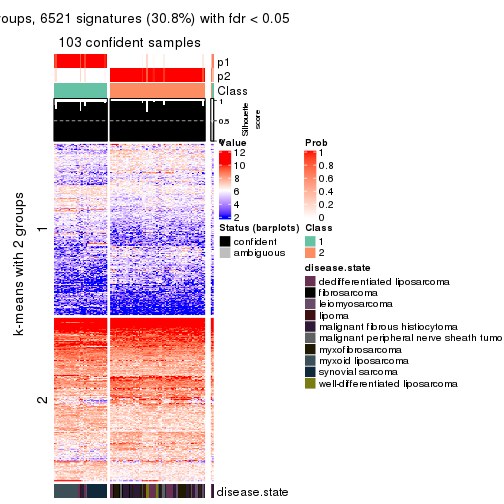 oups, 6521 signatures (30.8%) with fdr < 0.05
103 confident samples
p1
p2
Class
1
0.5
0
Silhouette
score
k-means with 2 groups
1
2
disease.state
Value
12
10
8
6
4
2
Status (barplots)
confident
ambiguous
Prob
1
0.8
0.6
0.4
0.2
0
Class
1
2
disease.state
dedifferentiated liposarcoma
fibrosarcoma
leiomyosarcoma
lipoma
malignant fibrous histiocytoma
malignant peripheral nerve sheath tumo
myxofibrosarcoma
myxoid liposarcoma
synovial sarcoma
well-differentiated liposarcoma